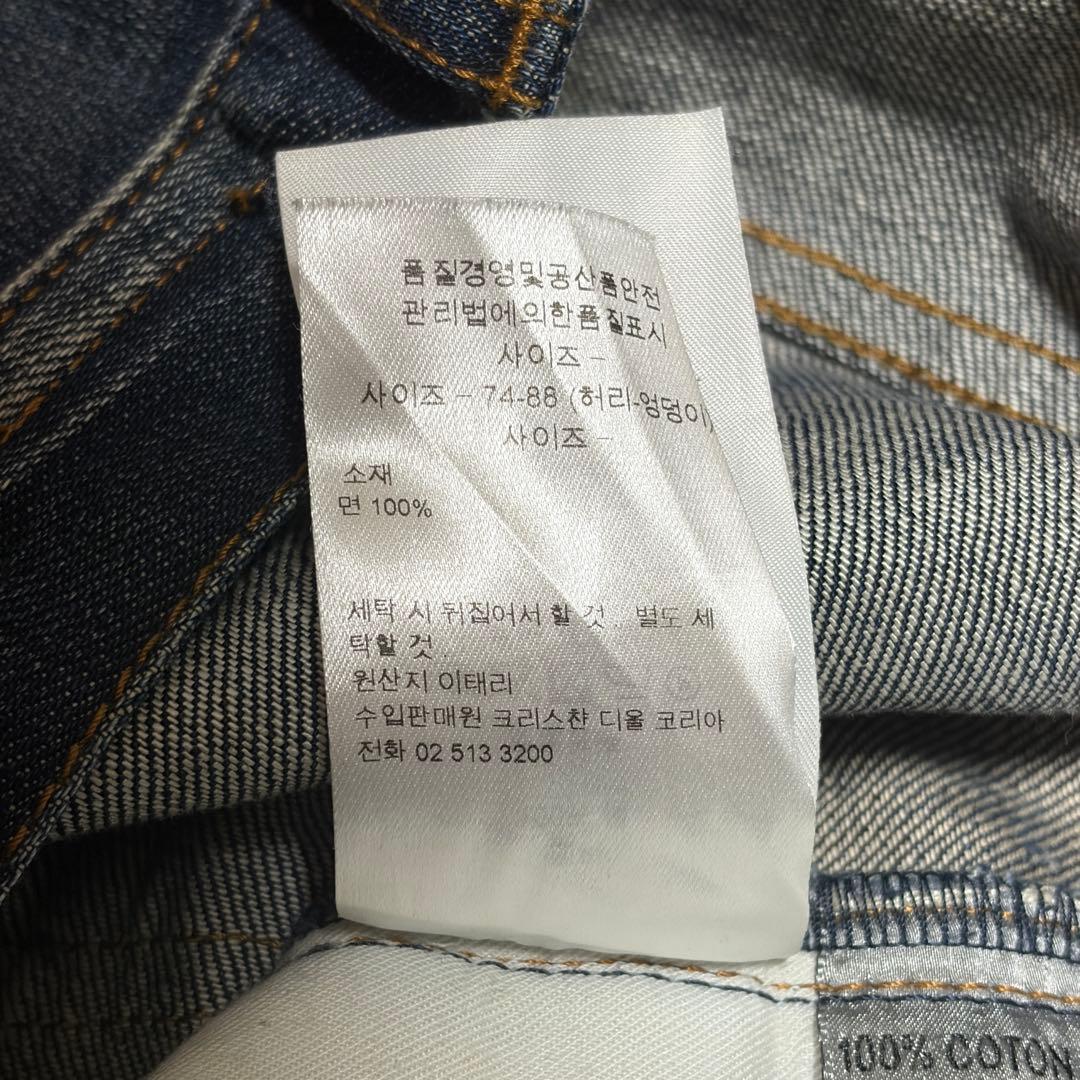 품질경영및공산품안전
관리법에의한품질표시
사이즈 -
사이즈 - 74-88 (허리-엉덩이)
사이즈 -
소재
면 100%
세탁 시 뒤집어서 할 것 . 별도 세
탁할 것 .
원산지 이태리
수입판매원 크리스챤 디올 코리아
전화 02 513 3200
100% COTON